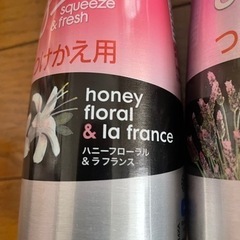 squeeze
& fresh
つけかえ用
honey
floral
& la france
ハニーフローラル
& ラ フランス
つ